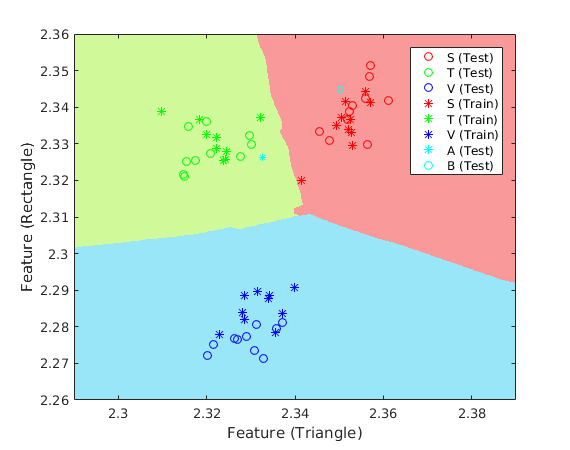 2.36
2.35
2.34
2.33
2.32
2.3
2.29
2.28
2.27
2.26
Feature (Rectangle)
S (Test)
T (Test)
V (Test)
S (Train)
T (Train)
V (Train)
A (Test)
B (Test)
2.3 2.32 2.34 2.36 2.38
Feature (Triangle)